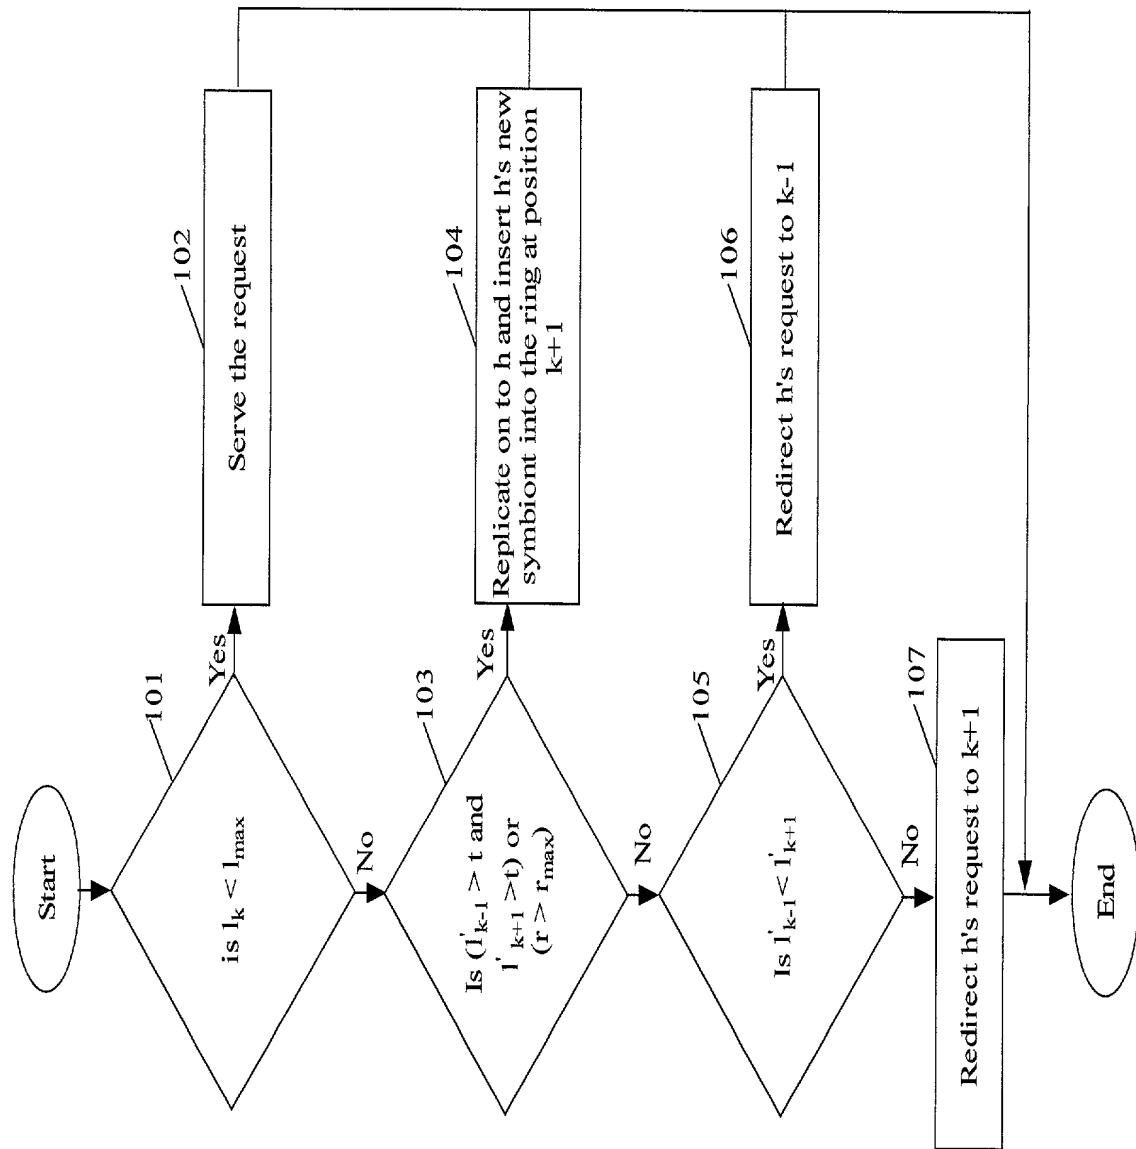 Start
101
is l_k < l_max
Yes
102
Serve the request
No
103
Is (l'_k-1 > t and
l'_k+1 >t) or
(r > r_max)
Yes
104
Replicate on to h and insert h's new
symbiont into the ring at position
k+1
No
105
Is l'_k-1 < l'_k+1
Yes
106
Redirect h's request to k-1
No
107
Redirect h's request to k+1
End